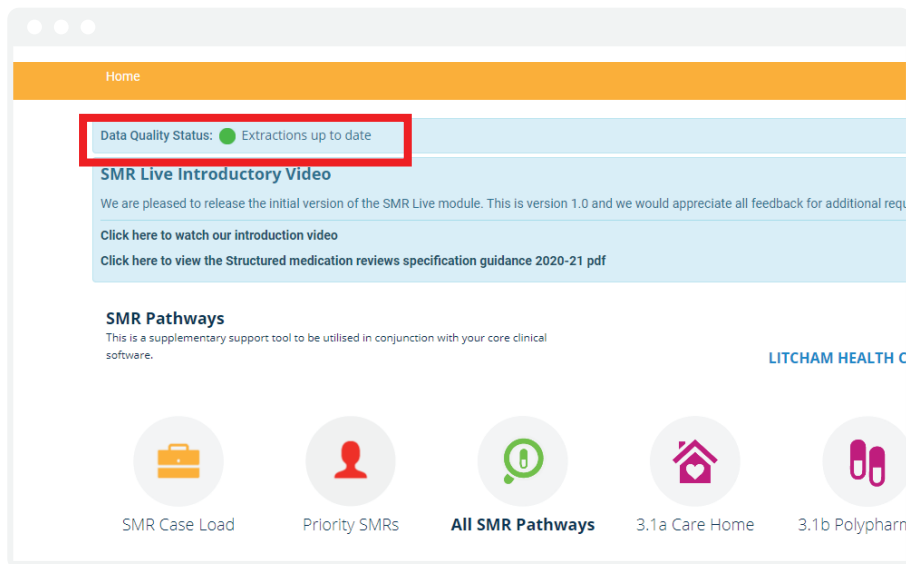 Home
Data Quality Status: Extractions up to date
SMR Live Introductory Video
We are pleased to release the initial version of the SMR Live module. This is version 1.0 and we would appreciate all feedback for additional requ
Click here to watch our introduction video
Click here to view the Structured medication reviews specification guidance 2020-21 pdf
SMR Pathways
This is a supplementary support tool to be utilised in conjunction with your core clinical
software.
LITCHAM HEALTH C
SMR Case Load
Priority SMRs
All SMR Pathways
3.1a Care Home
3.1b Polypharm